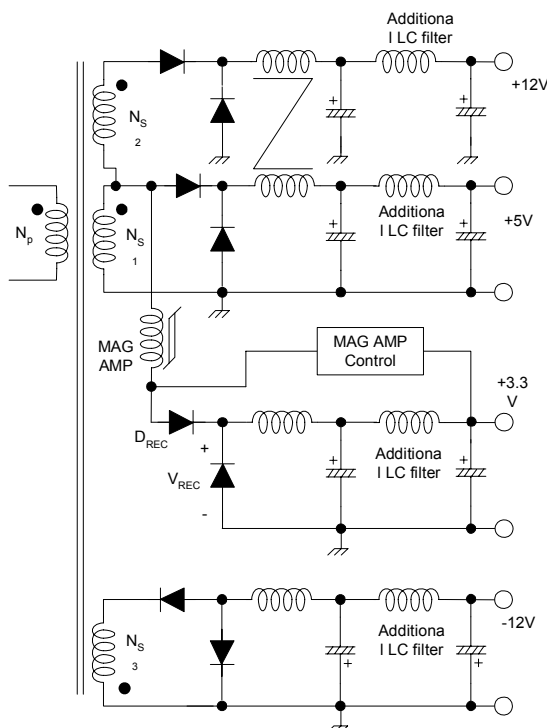 Additiona
l LC filter
+12V
N
S
2
N
p
N
S
1
Additiona
l LC filter
+5V
MAG
AMP
MAG AMP
Control
+3.3
V
D
REC
+
V
REC
-
Additiona
l LC filter
N
S
3
Additiona
l LC filter
-12V
+
+
+
+
+
+
+
+